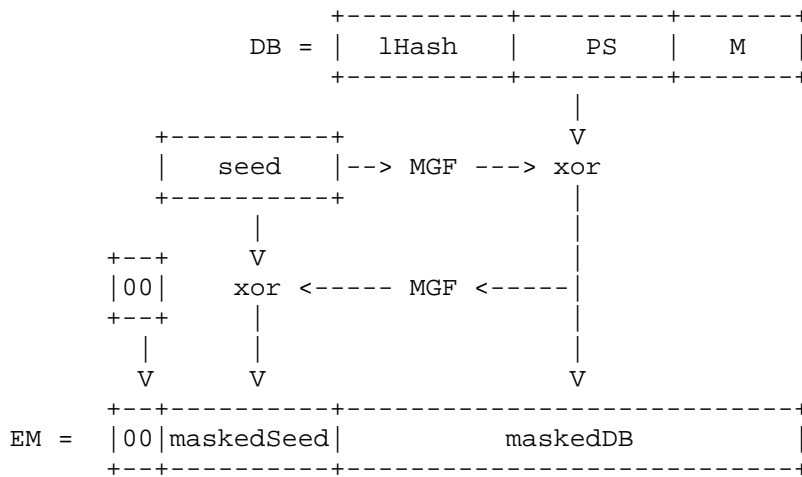 +----------+---------+-------+
                     DB = |  lHash   |    PS   |   M   |
                          +----------+---------+-------+
                                         |
               +----------+              V
               |   seed   |--> MGF ---> xor
               +----------+              |
                     |                   |
            +--+     V                   |
            |00|    xor <----- MGF <-----|
            +--+     |                   |
              |      |                   |
              V      V                   V
            +--+----------+----------------------------+
      EM =  |00|maskedSeed|          maskedDB          |
            +--+----------+----------------------------+